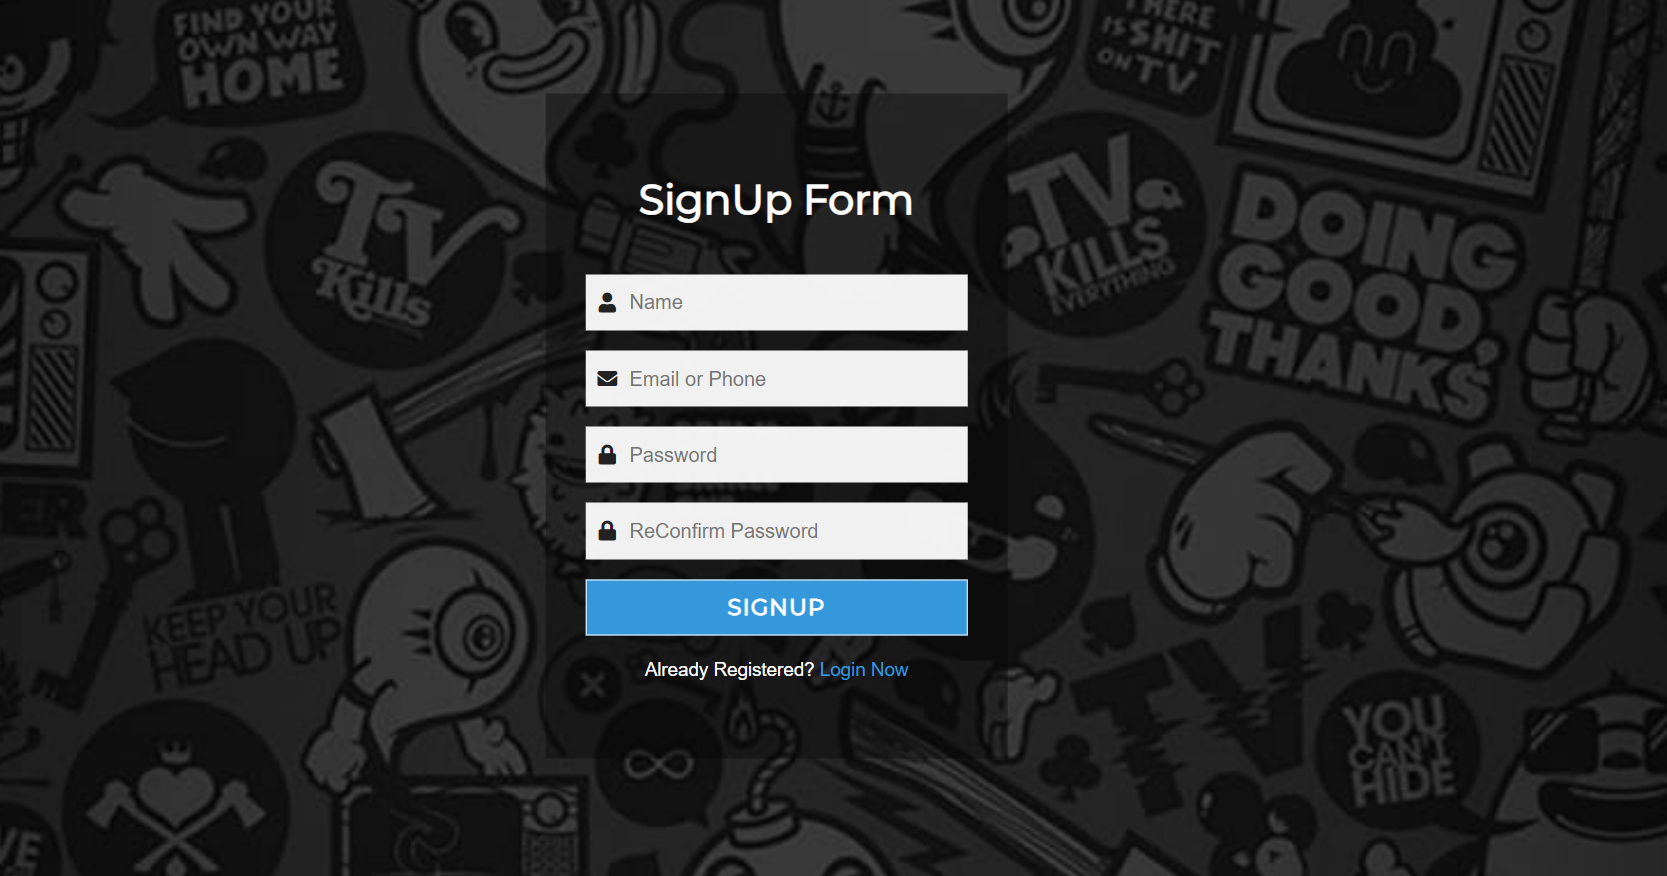 FIND YOUR
OWN WAY
HOME
THERE
IS SHIT
ON TV
SignUp Form
TV
Kills
TV
KILLS
EVERYTHING
DOING
GOOD,
THANKS
Name
Email or Phone
Password
ReConfirm Password
SIGNUP
Already Registered? Login Now
KEEP YOUR
HEAD UP
TV
YOU
CAN'T
HIDE